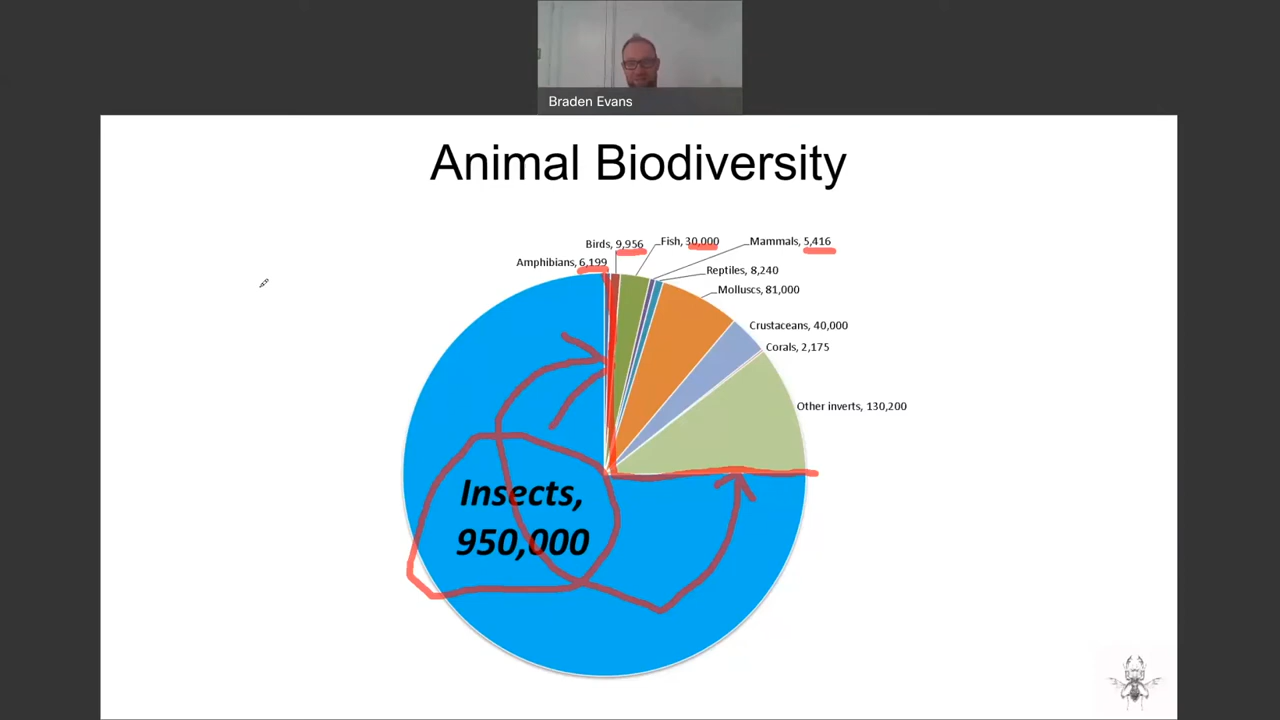 Braden Evans
Animal Biodiversity
Birds, 9,956
Fish, 30,000
Mammals, 5,416
Amphibians, 6,199
Reptiles, 8,240
Molluscs, 81,000
Crustaceans, 40,000
Corals, 2,175
Other inverts, 130,200
Insects,
950,000